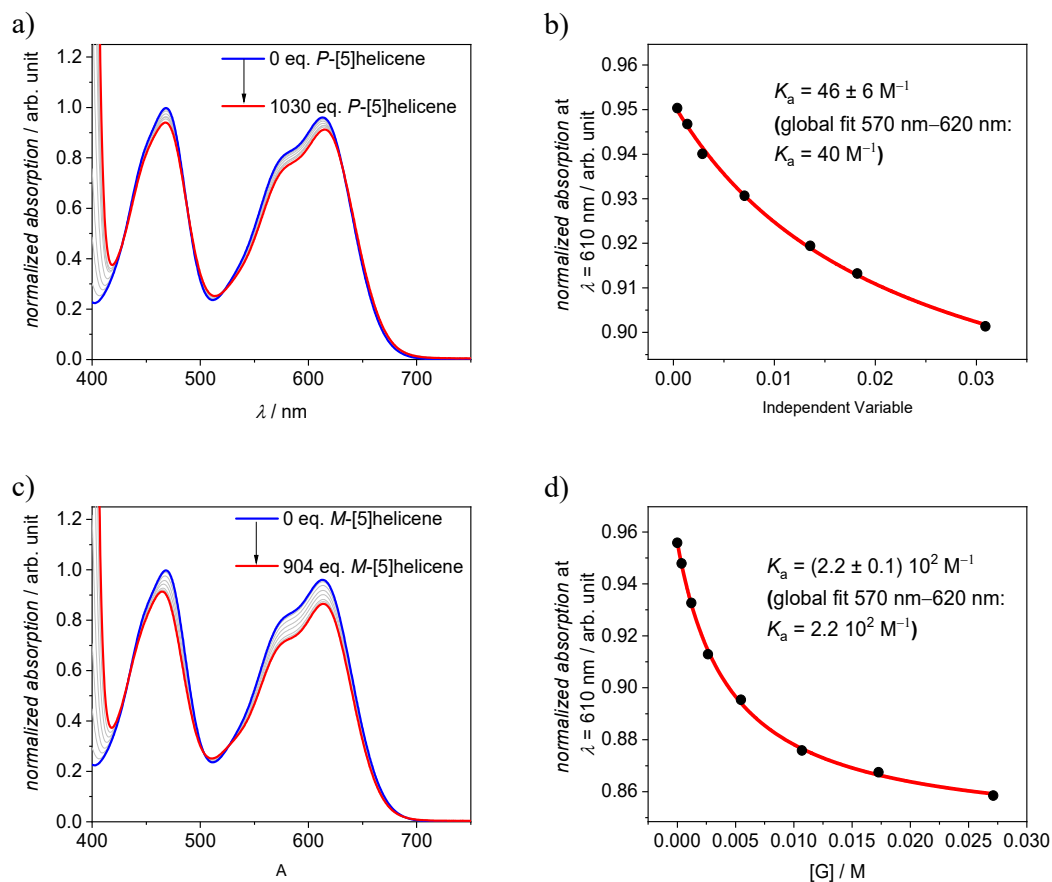 a)
normalized absorption / arb. unit
1.2
1.0
0.8
0.6
0.4
0.2
0.0
0 eq. P-[5]helicene
1030 eq. P-[5]helicene
400
500
600
700
λ / nm
b)
normalized absorption at
λ = 610 nm / arb. unit
0.96
0.95
0.94
0.93
0.92
0.91
0.90
Kₐ = 46 ± 6 M⁻¹
(global fit 570 nm–620 nm:
Kₐ = 40 M⁻¹)
0.00
0.01
0.02
0.03
Independent Variable
c)
normalized absorption / arb. unit
1.2
1.0
0.8
0.6
0.4
0.2
0.0
0 eq. M-[5]helicene
904 eq. M-[5]helicene
400
500
600
700
A
d)
normalized absorption at
λ = 610 nm / arb. unit
0.96
0.94
0.92
0.90
0.88
0.86
Kₐ = (2.2 ± 0.1) 10² M⁻¹
(global fit 570 nm–620 nm:
Kₐ = 2.2 10² M⁻¹)
0.000
0.005
0.010
0.015
0.020
0.025
0.030
[G] / M